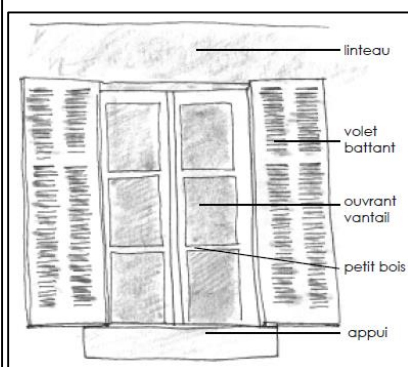 linteau
volet
battant
ouvrant
vantail
petit bois
appui